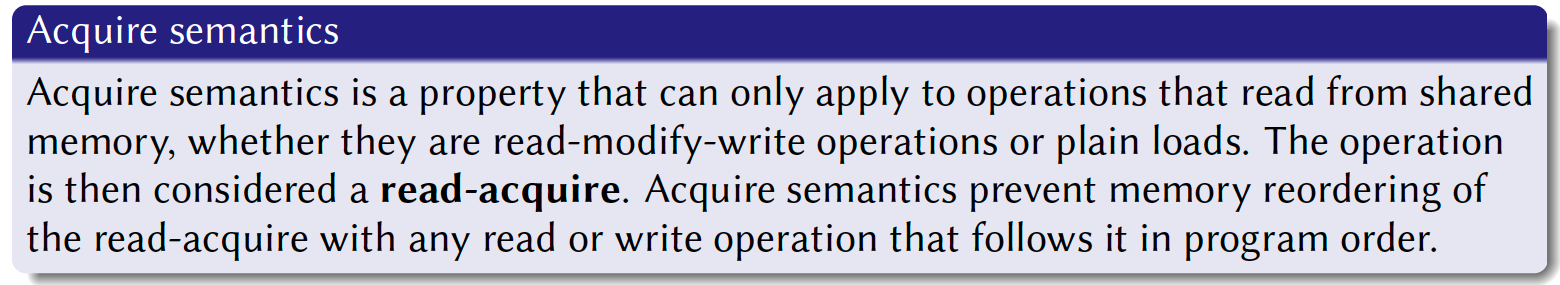 Acquire semantics
Acquire semantics is a property that can only apply to operations that read from shared
memory, whether they are read-modify-write operations or plain loads. The operation
is then considered a read-acquire. Acquire semantics prevent memory reordering of
the read-acquire with any read or write operation that follows it in program order.